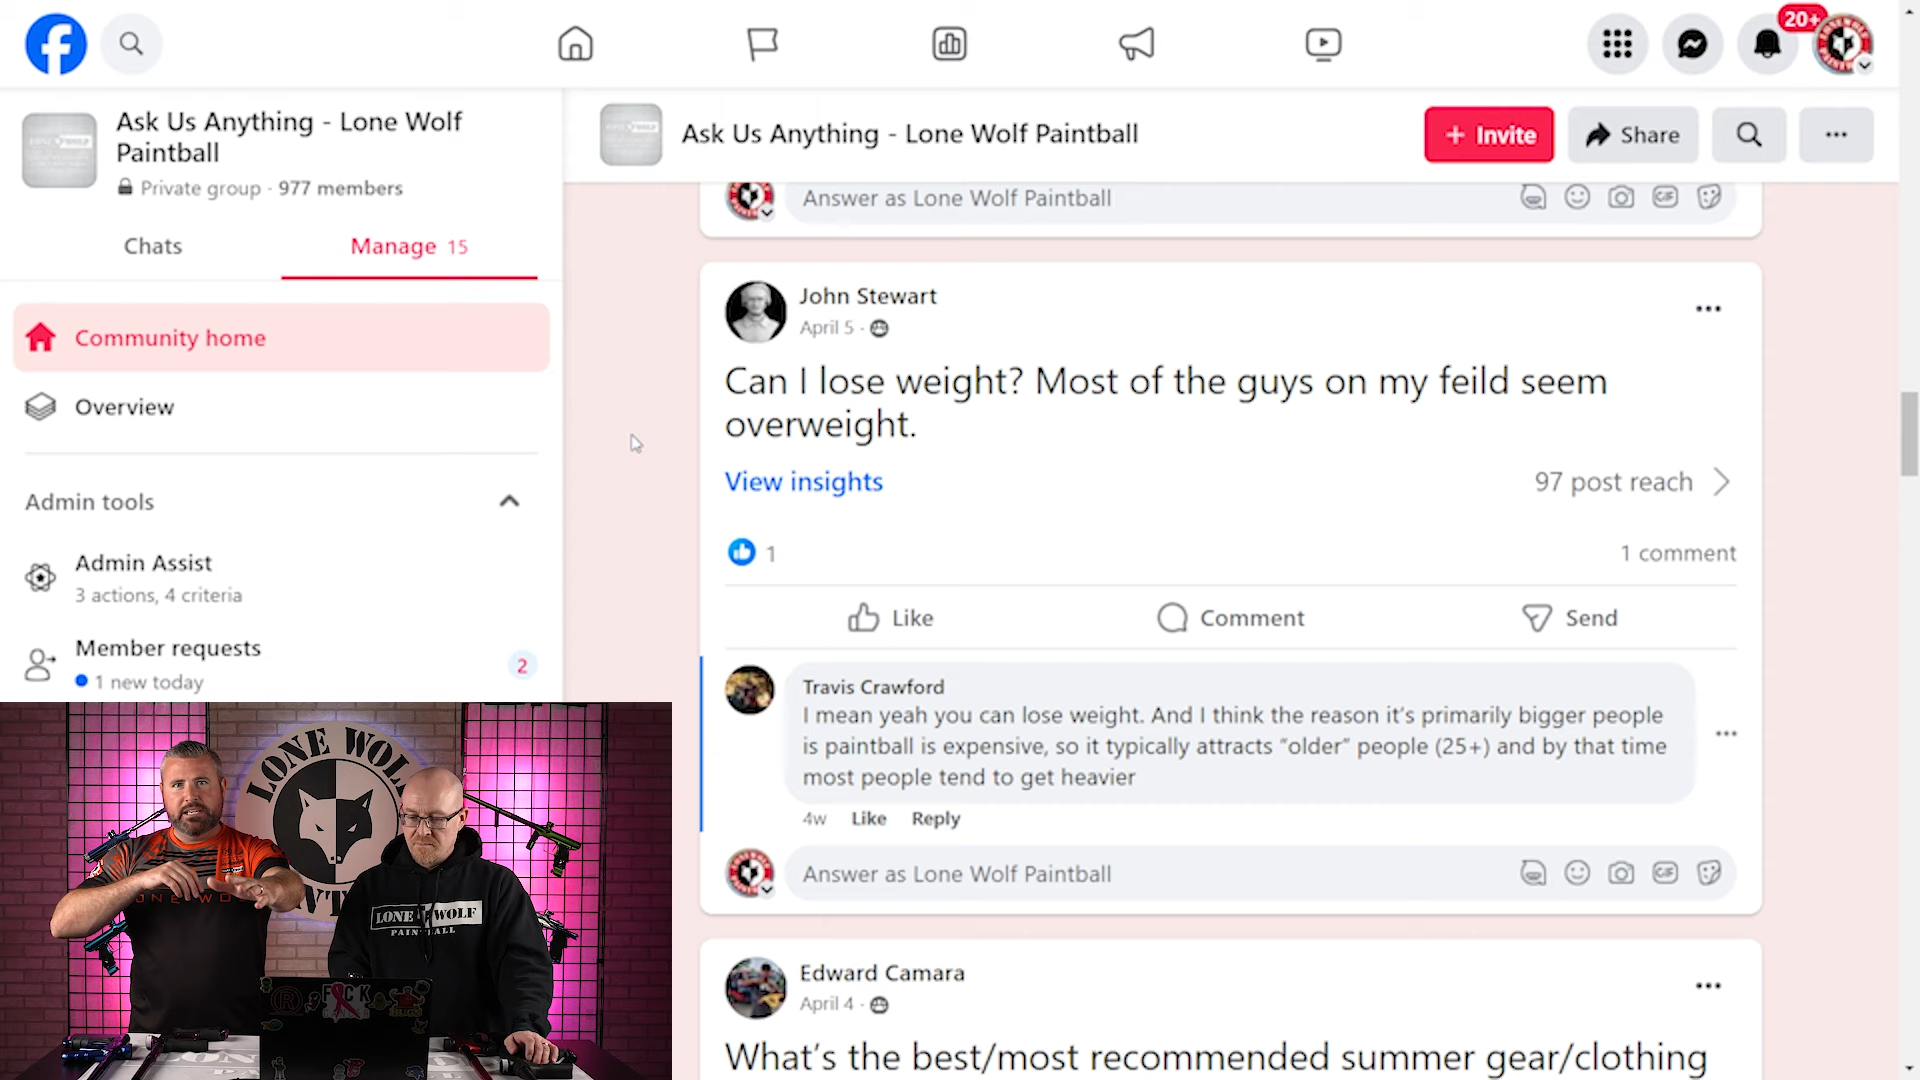 20+
Ask Us Anything - Lone Wolf
Paintball
Private group · 977 members
Chats
Manage 15
Community home
Overview
Admin tools
Admin Assist
3 actions, 4 criteria
Member requests
1 new today
2
Ask Us Anything - Lone Wolf Paintball
+ Invite
Share
Answer as Lone Wolf Paintball
GIF
John Stewart
April 5 ·
Can I lose weight? Most of the guys on my feild seem
overweight.
View insights
97 post reach
1
1 comment
Like
Comment
Send
Travis Crawford
I mean yeah you can lose weight. And I think the reason it's primarily bigger people
is paintball is expensive, so it typically attracts "older" people (25+) and by that time
most people tend to get heavier
4w Like Reply
Answer as Lone Wolf Paintball
GIF
Edward Camara
April 4 ·
What's the best/most recommended summer gear/clothing
LONE WOLF
LONE WOLF
PAINTBALL